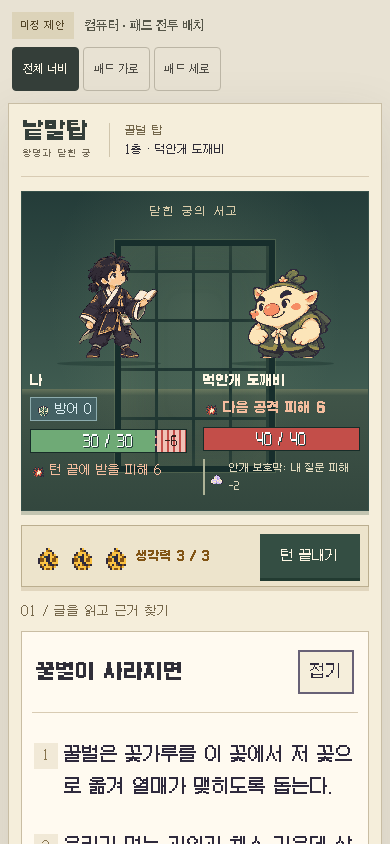 미정 제안 컴퓨터 · 패드 전투 배치
전체 너비 패드 가로 패드 세로
낱말탑
왕명과 닫힌 궁
꿀벌 탑
1층 · 먹안개 도깨비
닫힌 궁의 서고
나
먹안개 도깨비
방어 0
다음 공격 피해 6
30 / 30 -6
40 / 40
턴 끝에 받을 피해 6
안개 보호막: 내 질문 피해
-2
생각력 3 / 3
턴 끝내기
01 / 글을 읽고 근거 찾기
꿀벌이 사라지면
접기
1 꿀벌은 꽃가루를 이 꽃에서 저 꽃으
로 옮겨 열매가 맺히도록 돕는다.